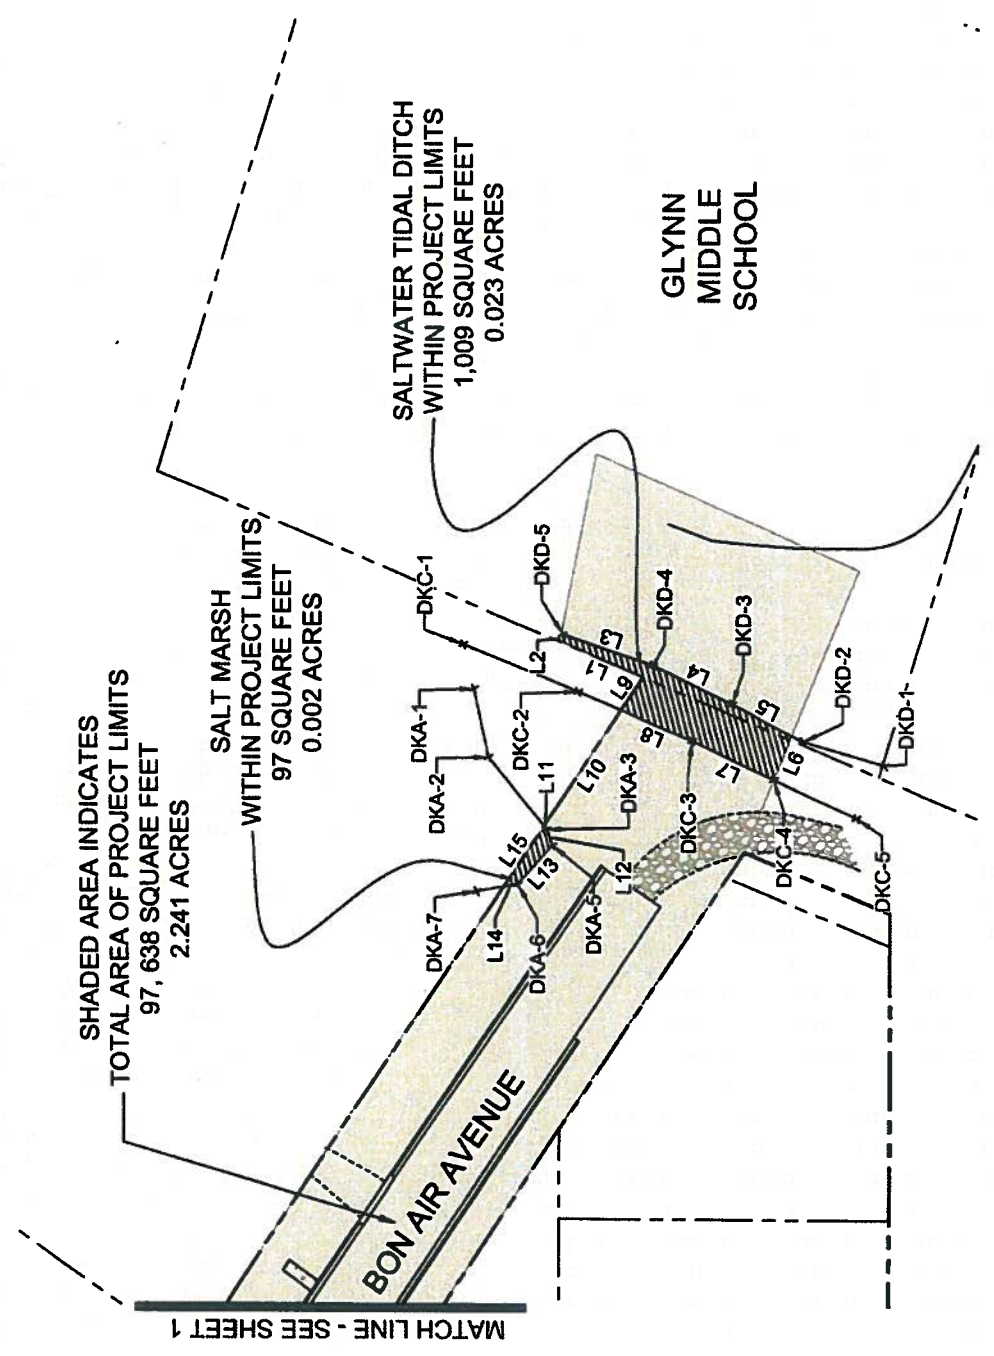 SHADED AREA INDICATES
TOTAL AREA OF PROJECT LIMITS
97, 638 SQUARE FEET
2.241 ACRES
SALT MARSH
WITHIN PROJECT LIMITS
97 SQUARE FEET
0.002 ACRES
SALTWATER TIDAL DITCH
WITHIN PROJECT LIMITS
1,009 SQUARE FEET
0.023 ACRES
GLYNN
MIDDLE
SCHOOL
DKC-1
DKD-5
L2
L1
L3
DKD-4
L9
L4
DKD-3
L5
DKD-2
L6
DKD-1
L8
L7
DKA-1
DKA-2
DKC-2
L11
L10
DKA-3
DKC-3
DKC-4
DKC-5
L15
L13
L12
DKA-7
L14
DKA-6
DKA-5
BON AIR AVENUE
MATCH LINE - SEE SHEET 1